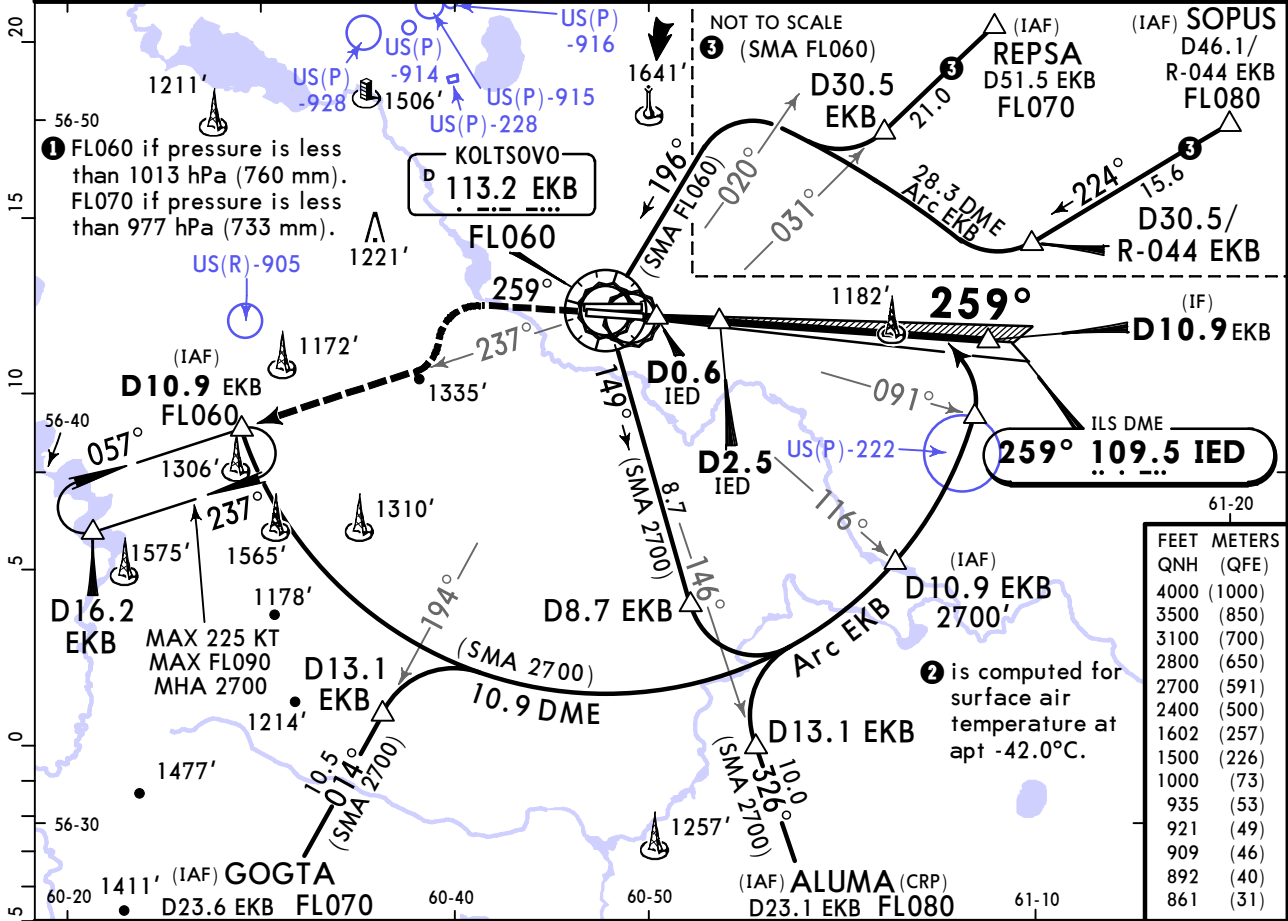 20
15
10
5
0
5
56-50
56-40
56-30
60-20
60-40
60-50
61-10
61-20
1211'
US(P)
-928
US(P)
-914
US(P)
-916
US(P)-915
US(P)-228
1506'
1641'
❶ FL060 if pressure is less
than 1013 hPa (760 mm).
FL070 if pressure is less
than 977 hPa (733 mm).
KOLTSOVO
D 113.2 EKB
FL060
1221'
US(R)-905
NOT TO SCALE
❸ (SMA FL060)
(IAF)
REPSA
D51.5 EKB
FL070
❸
21.0
D30.5
EKB
(IAF) SOPUS
D46.1/
R-044 EKB
FL080
❸
224°
15.6
28.3 DME
Arc EKB
D30.5/
R-044 EKB
196°
(SMA FL060)
020°
031°
259°
237°
1172'
1335'
(IAF)
D10.9 EKB
FL060
057°
1306'
237°
1575'
1565'
1310'
D16.2
EKB
1178'
MAX 225 KT
MAX FL090
MHA 2700
1214'
1477'
1411'
1182'
259°
(IF)
D10.9 EKB
D0.6
IED
D2.5
IED
149°
(SMA 2700)
8.7
091°
US(P)-222
ILS DME
259° 109.5 IED
116°
146°
(IAF)
D10.9 EKB
2700'
D8.7 EKB
Arc EKB
194°
(SMA 2700)
10.9 DME
D13.1
EKB
10.5
014°
(SMA 2700)
(IAF) GOGTA
D23.6 EKB FL070
D13.1 EKB
10.0
326°
(SMA 2700)
1257'
(IAF) ALUMA (CRP)
D23.1 EKB FL080
❷ is computed for
surface air
temperature at
apt -42.0°C.
FEET METERS
QNH (QFE)
4000 (1000)
3500 (850)
3100 (700)
2800 (650)
2700 (591)
2400 (500)
1602 (257)
1500 (226)
1000 (73)
935 (53)
921 (49)
909 (46)
892 (40)
861 (31)